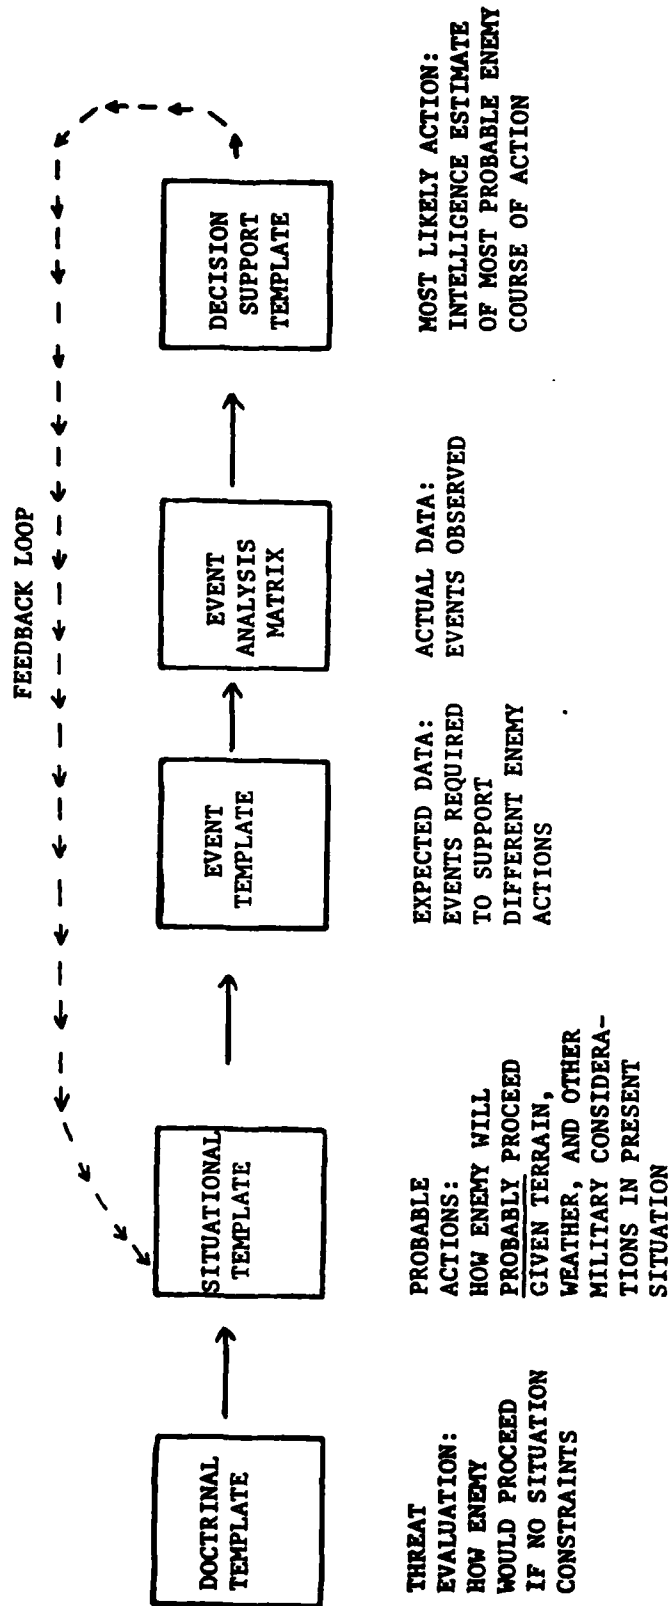 FEEDBACK LOOP
DOCTRINAL
TEMPLATE
SITUATIONAL
TEMPLATE
EVENT
TEMPLATE
EVENT
ANALYSIS
MATRIX
DECISION
SUPPORT
TEMPLATE
THREAT
EVALUATION:
HOW ENEMY
WOULD PROCEED
IF NO SITUATION
CONSTRAINTS
PROBABLE
ACTIONS:
HOW ENEMY WILL
PROBABLY PROCEED
GIVEN TERRAIN,
WEATHER, AND OTHER
MILITARY CONSIDERA-
TIONS IN PRESENT
SITUATION
EXPECTED DATA:
EVENTS REQUIRED
TO SUPPORT
DIFFERENT ENEMY
ACTIONS
ACTUAL DATA:
EVENTS OBSERVED
MOST LIKELY ACTION:
INTELLIGENCE ESTIMATE
OF MOST PROBABLE ENEMY
COURSE OF ACTION